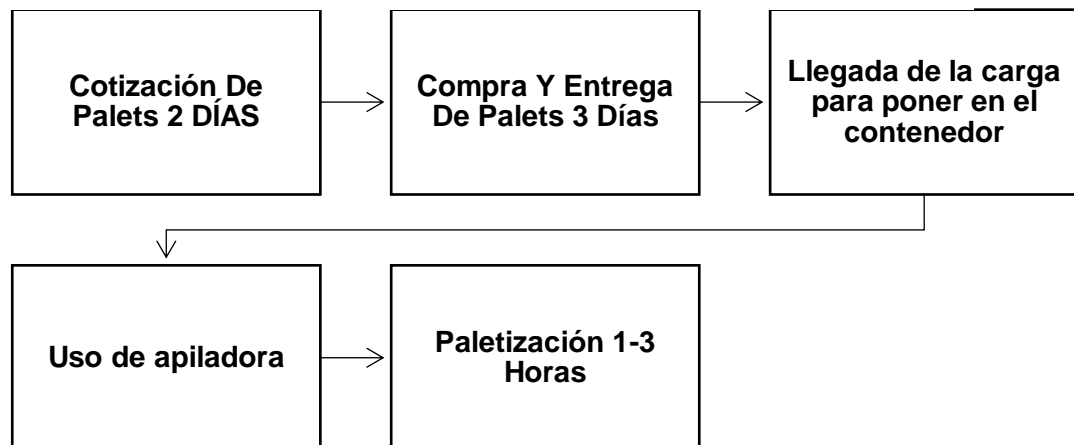 Cotización De
Palets 2 DÍAS
Compra Y Entrega
De Palets 3 Días
Llegada de la carga
para poner en el
contenedor
Uso de apiladora
Paletización 1-3
Horas